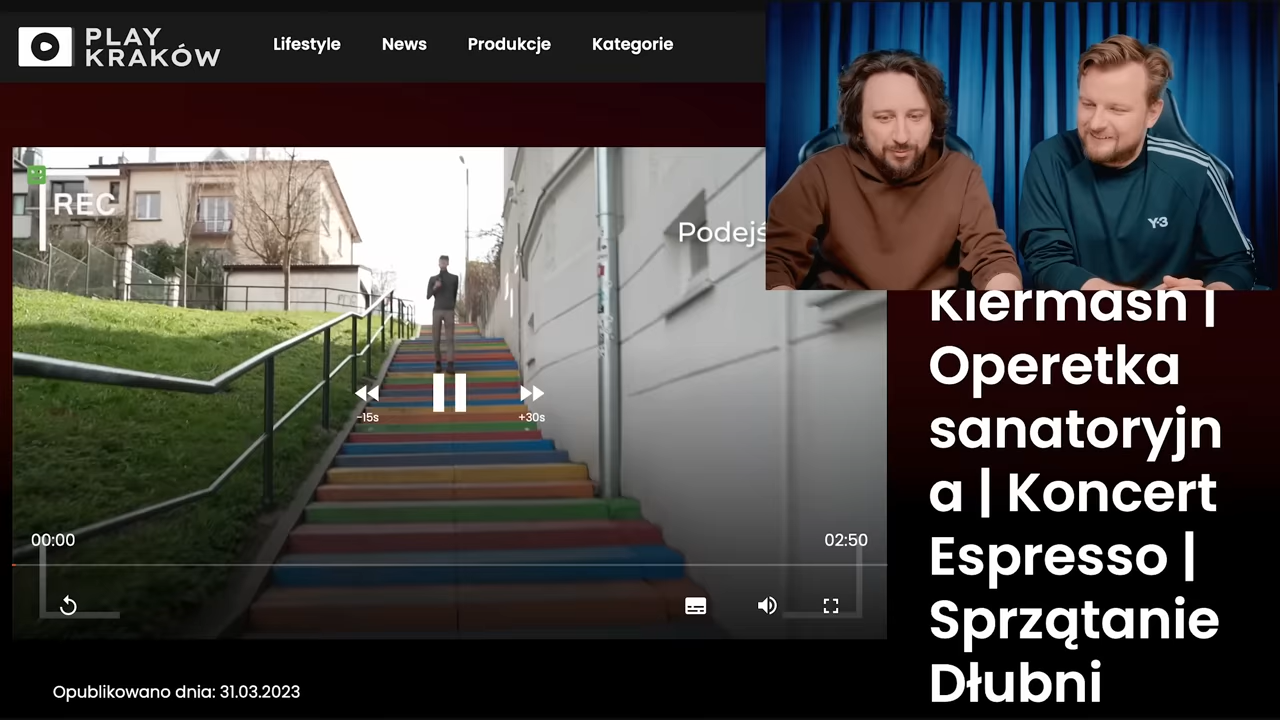 PLAY
KRAKÓW
Lifestyle
News
Produkcje
Kategorie
REC
Podejś
Y-3
-15s
+30s
00:00
02:50
Opublikowano dnia: 31.03.2023
Kiermash |
Operetka
sanatoryjn
a | Koncert
Espresso |
Sprzątanie
Dłubni